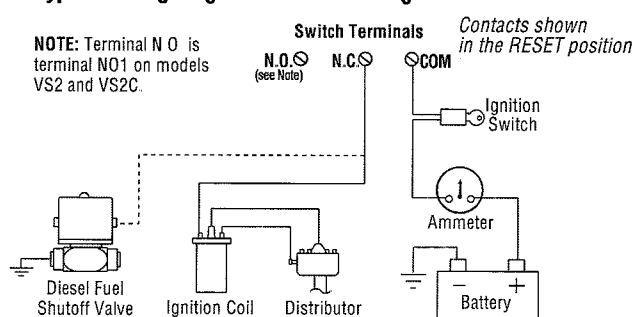 Switch Terminals
Contacts shown
in the RESET position
NOTE: Terminal N O is
terminal NO1 on models
VS2 and VS2C.
N.O.
(see Note)
N.C.
COM
Ignition
Switch
Ammeter
Diesel Fuel
Shutoff Valve
Ignition Coil
Distributor
- +
Battery